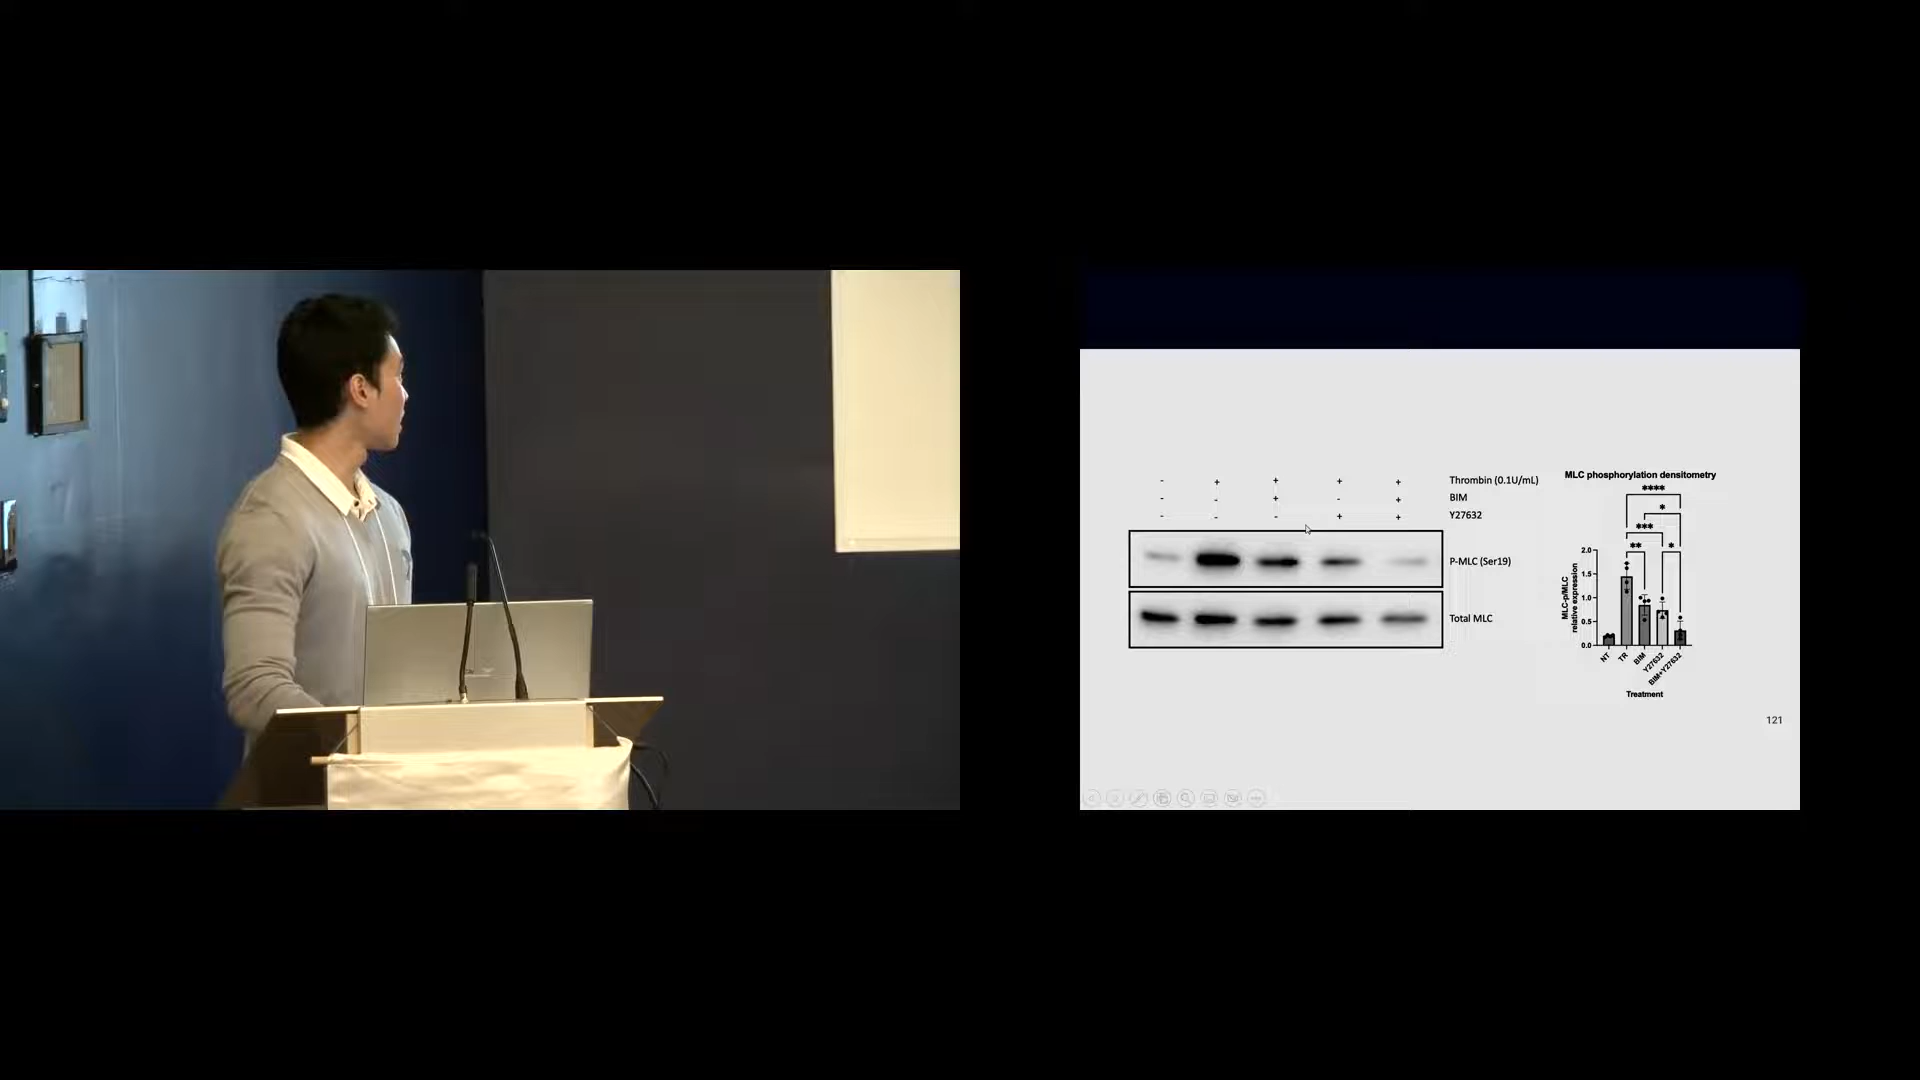 - + + + + Thrombin (0.1U/mL)
- - + - + BIM
- - - + + Y27632
P-MLC (Ser19)
Total MLC
MLC phosphorylation densitometry
****
*
***
** *
MLC-p/MLC
relative expression
2.0
1.5
1.0
0.5
0.0
NT TR BIM Y27632 BIM+Y27632
Treatment
121